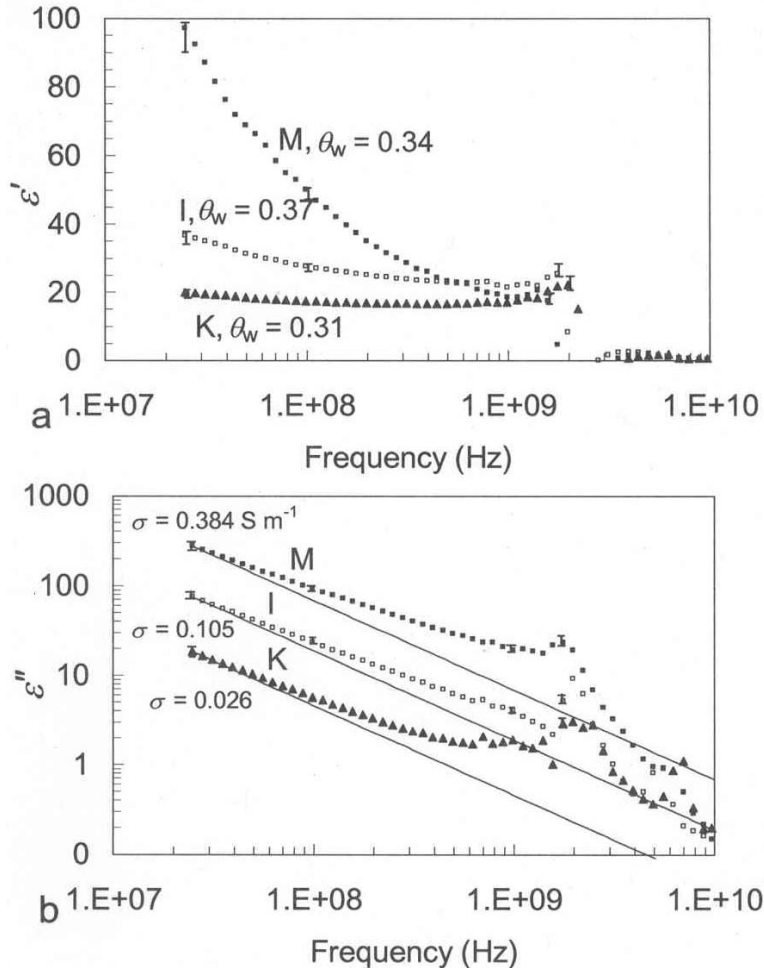 100
80
60
40
20
0
ε'
M, θw = 0.34
I, θw = 0.37
K, θw = 0.31
a
1.E+07 1.E+08 1.E+09 1.E+10
Frequency (Hz)
1000
100
10
1
0
ε"
σ = 0.384 S m⁻¹
M
I
σ = 0.105
K
σ = 0.026
b
1.E+07 1.E+08 1.E+09 1.E+10
Frequency (Hz)